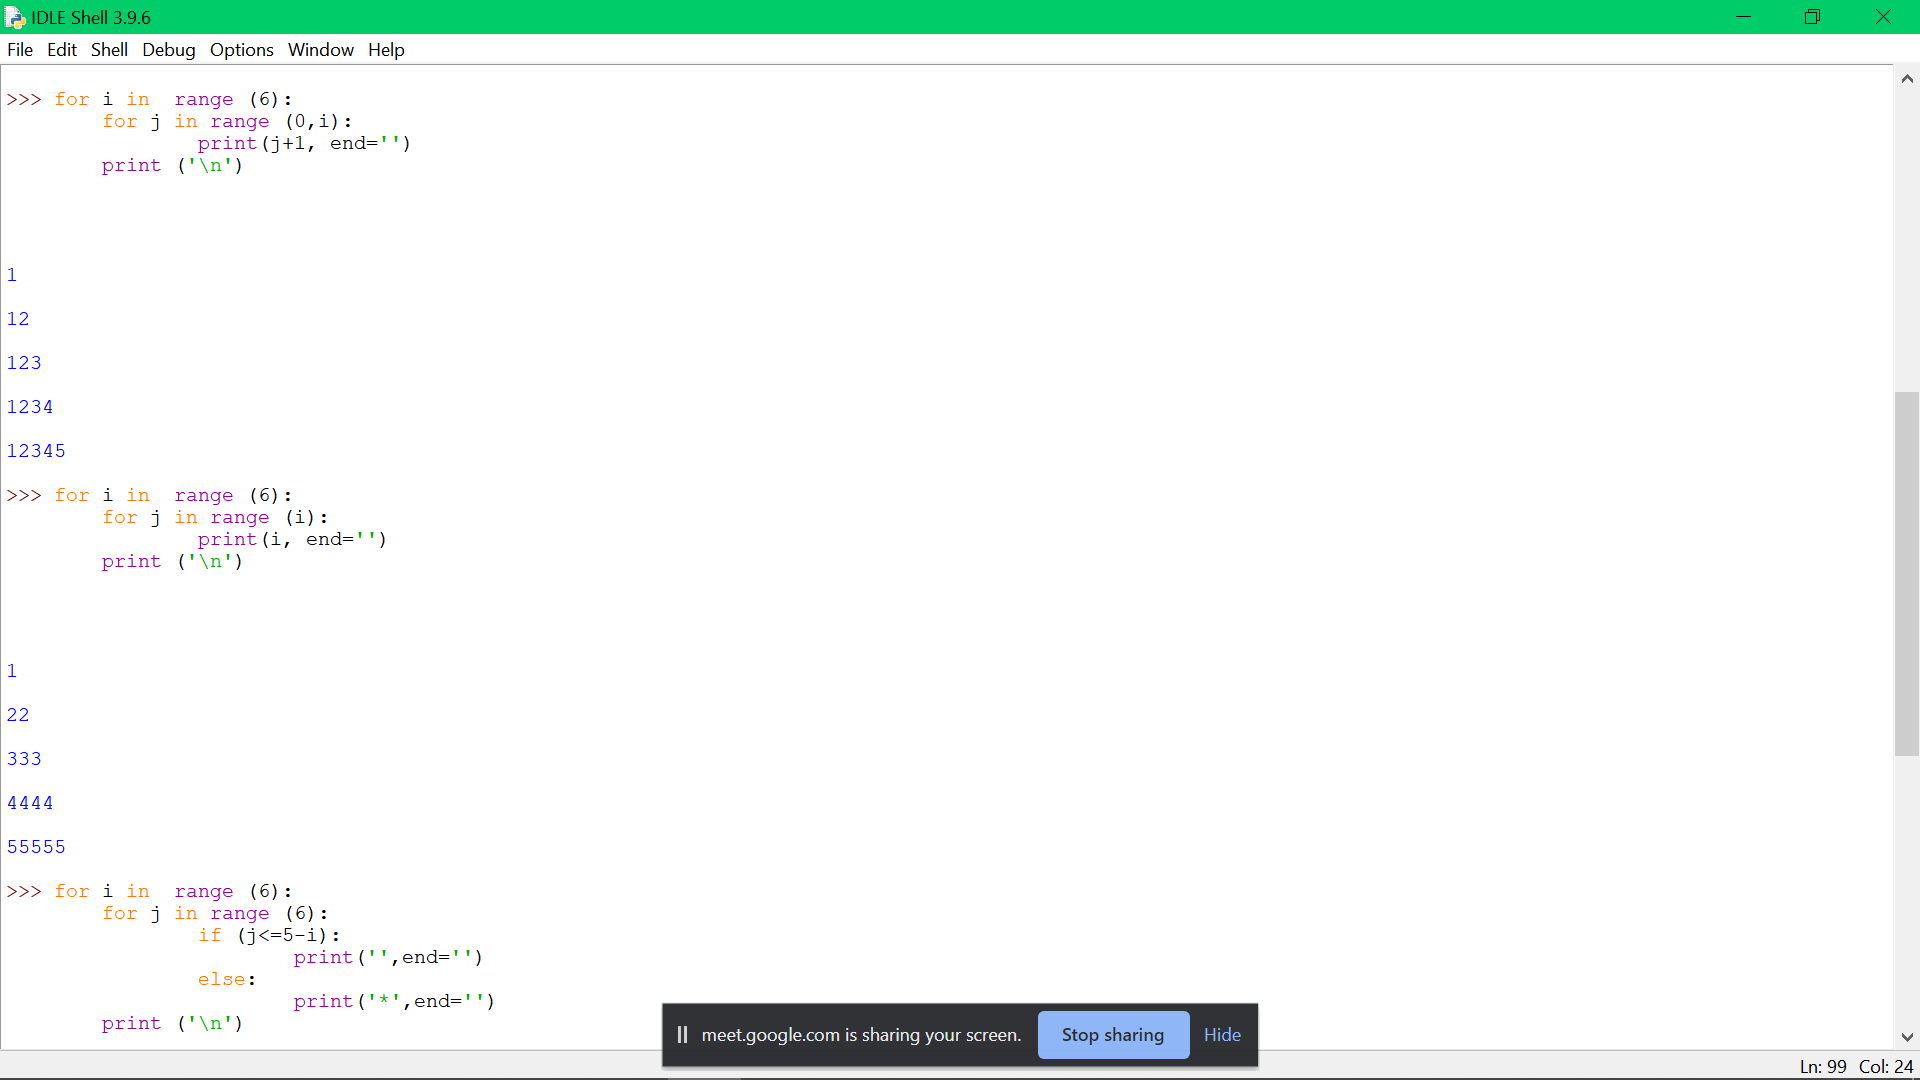 IDLE Shell 3.9.6
File Edit Shell Debug Options Window Help
>>> for i in  range (6):
        for j in range (0,i):
                print(j+1, end='')
        print ('\n')
1
12
123
1234
12345
>>> for i in  range (6):
        for j in range (i):
                print(i, end='')
        print ('\n')
1
22
333
4444
55555
>>> for i in  range (6):
        for j in range (6):
                if (j<=5-i):
                        print('',end='')
                else:
                        print('*',end='')
        print ('\n')
meet.google.com is sharing your screen. Stop sharing Hide
Ln: 99 Col: 24